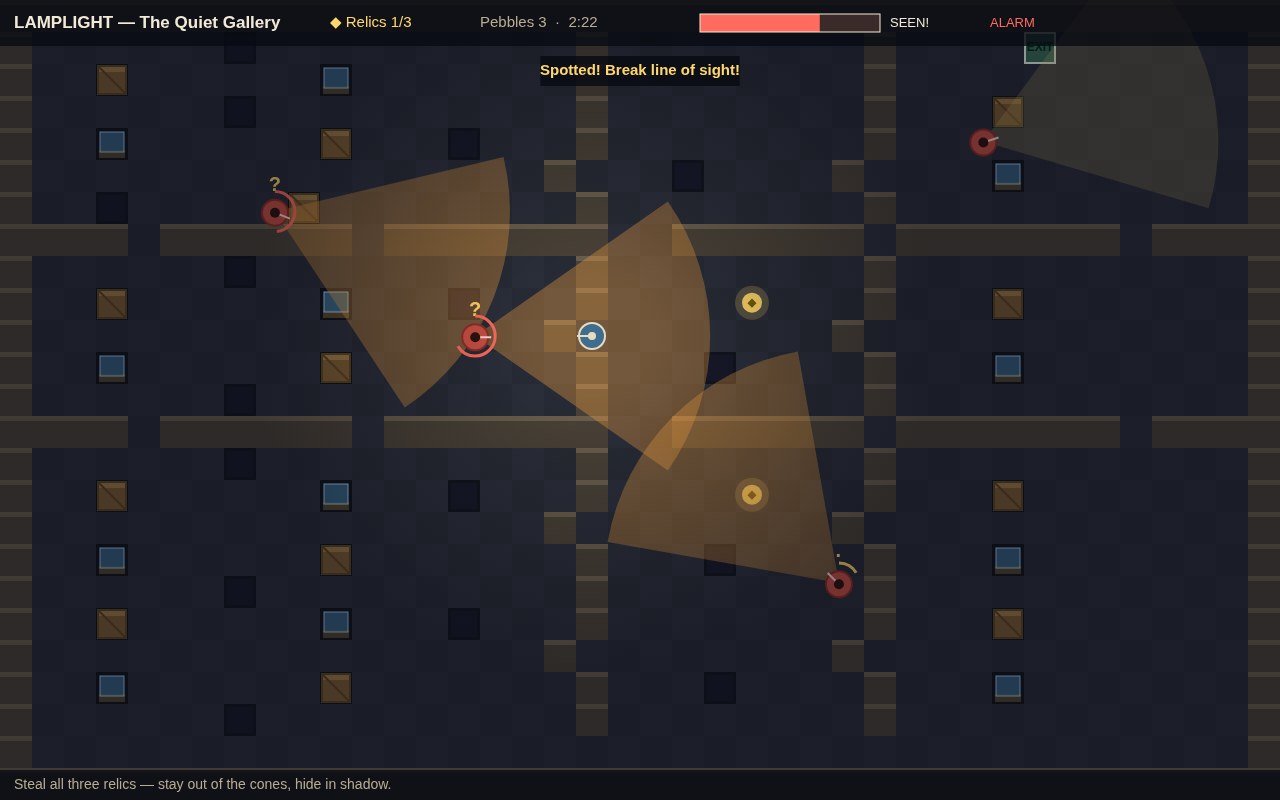 LAMPLIGHT — The Quiet Gallery
◆ Relics 1/3
Pebbles 3 · 2:22
SEEN!
ALARM
EXIT
Spotted! Break line of sight!
?
?
Steal all three relics — stay out of the cones, hide in shadow.